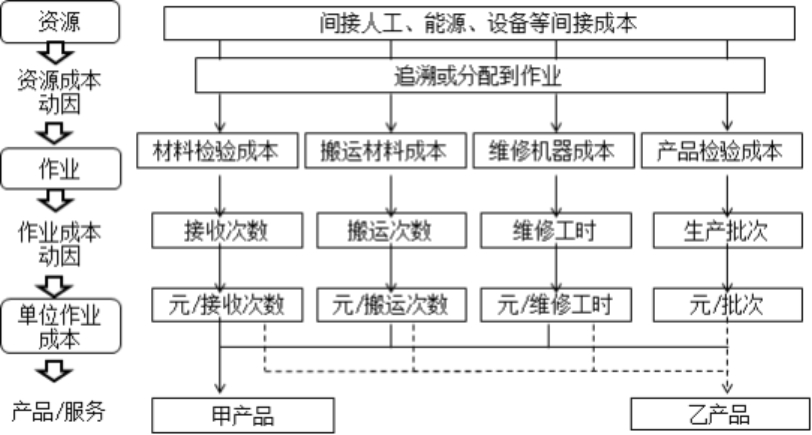 资源
间接人工、能源、设备等间接成本
资源成本
动因
追溯或分配到作业
作业
材料检验成本
搬运材料成本
维修机器成本
产品检验成本
作业成本
动因
接收次数
搬运次数
维修工时
生产批次
单位作业
成本
元/接收次数
元/搬运次数
元/维修工时
元/批次
产品/服务
甲产品
乙产品